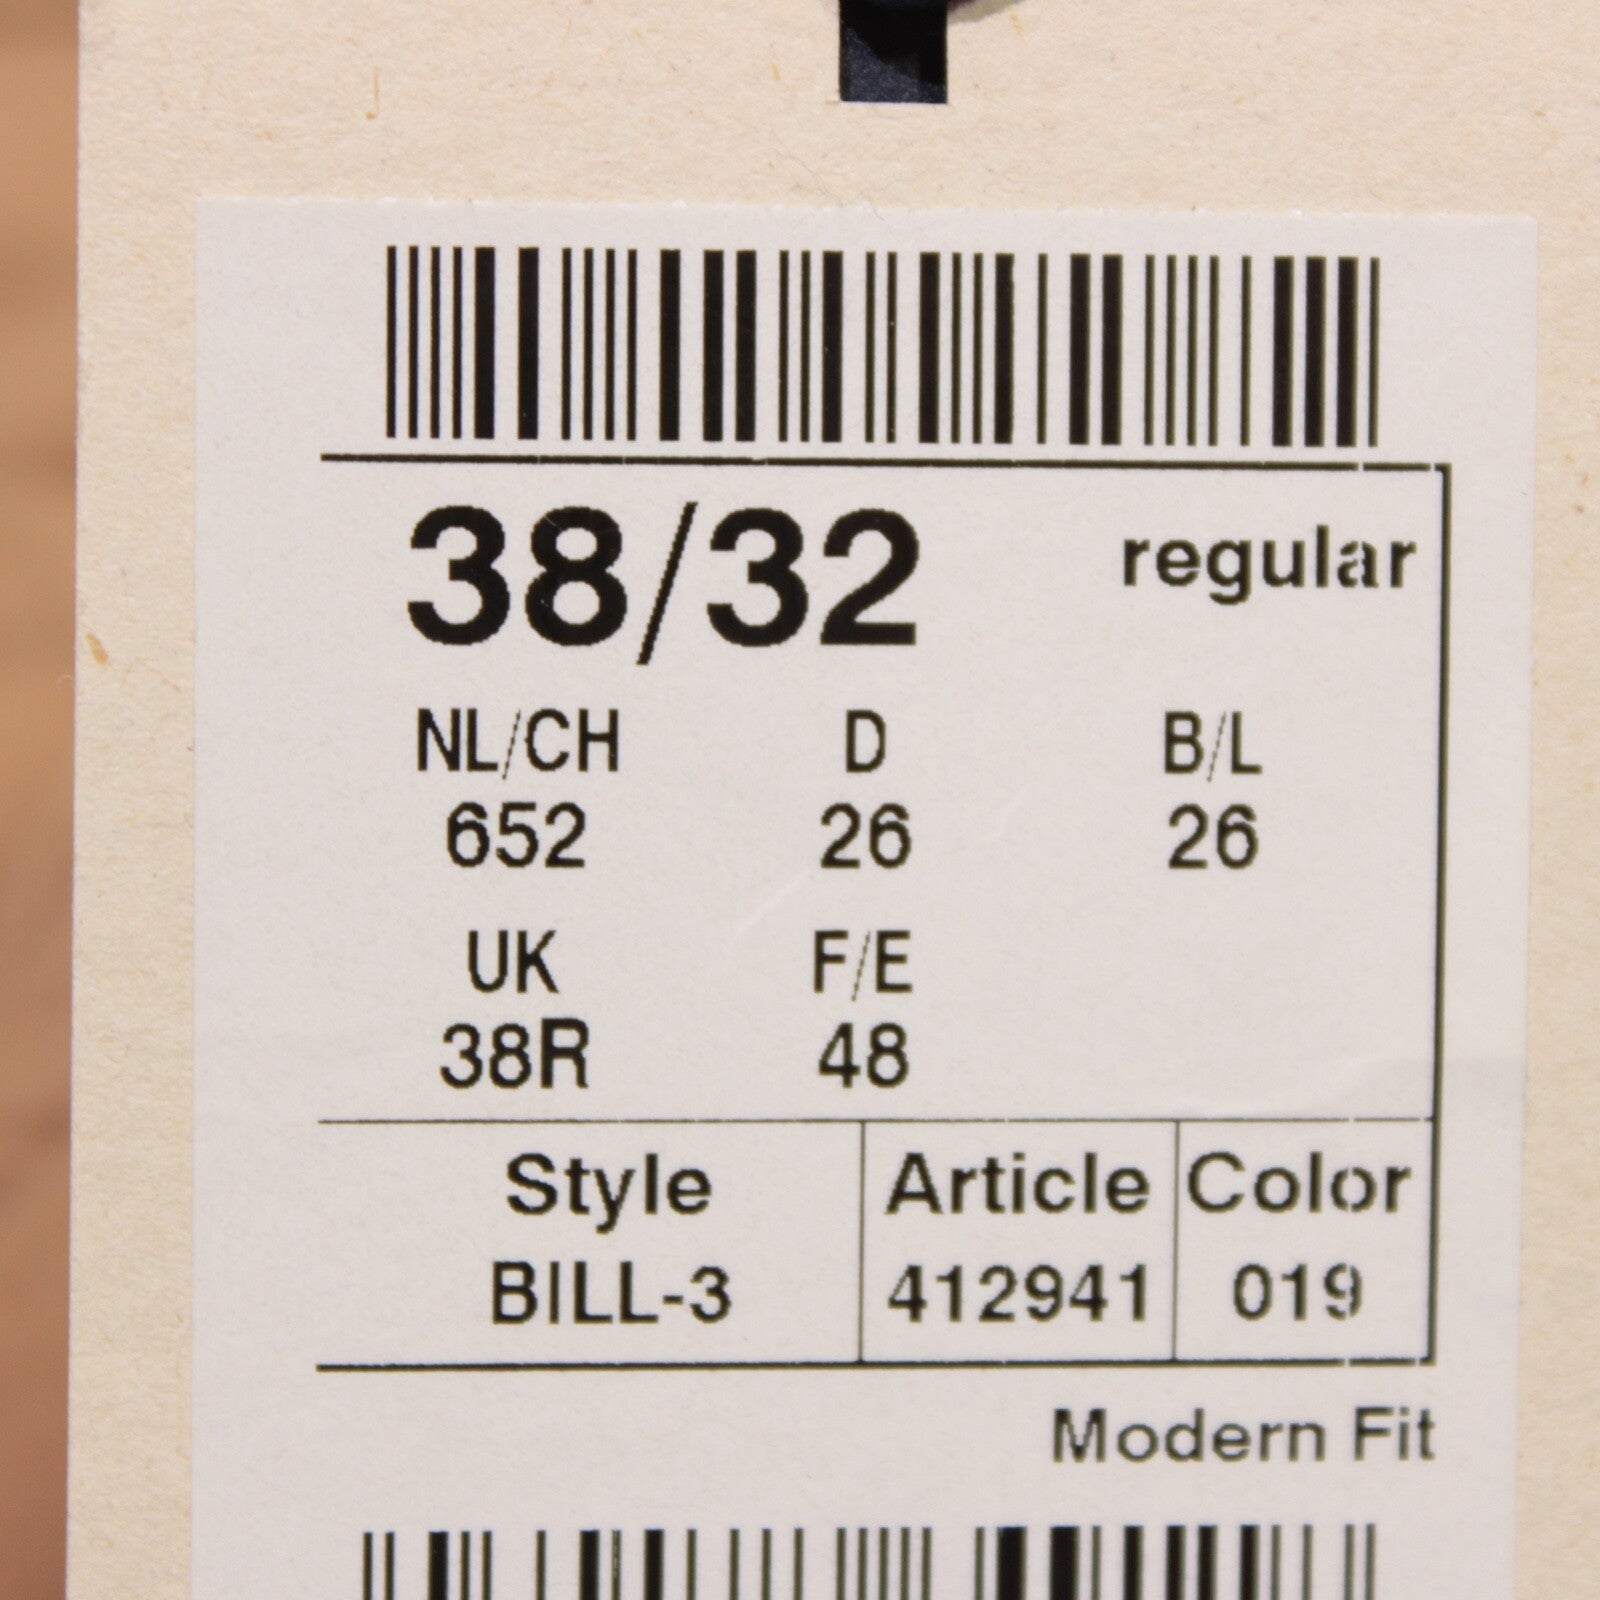 38/32 regular
NL/CH D B/L
652 26 26
UK F/E
38R 48
Style Article Color
BILL-3 412941 019
Modern Fit